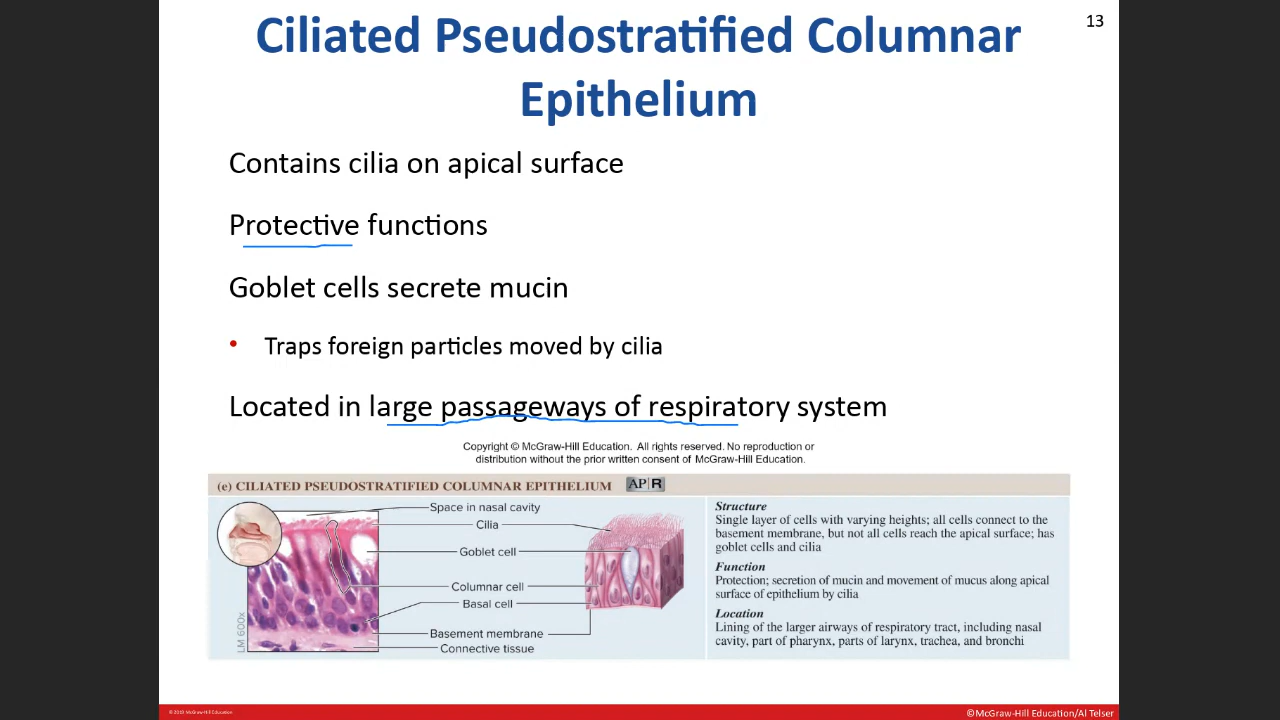 13
Ciliated Pseudostratified Columnar
Epithelium
Contains cilia on apical surface
Protective functions
Goblet cells secrete mucin
• Traps foreign particles moved by cilia
Located in large passageways of respiratory system
Copyright © McGraw-Hill Education. All rights reserved. No reproduction or
distribution without the prior written consent of McGraw-Hill Education.
(e) CILIATED PSEUDOSTRATIFIED COLUMNAR EPITHELIUM AP|R
Space in nasal cavity
Cilia
Goblet cell
Columnar cell
Basal cell
Basement membrane
Connective tissue
LM 600x
Structure
Single layer of cells with varying heights; all cells connect to the
basement membrane, but not all cells reach the apical surface; has
goblet cells and cilia
Function
Protection; secretion of mucin and movement of mucus along apical
surface of epithelium by cilia
Location
Lining of the larger airways of respiratory tract, including nasal
cavity, part of pharynx, parts of larynx, trachea, and bronchi
© 2019 McGraw-Hill Education
©McGraw-Hill Education/Al Telser